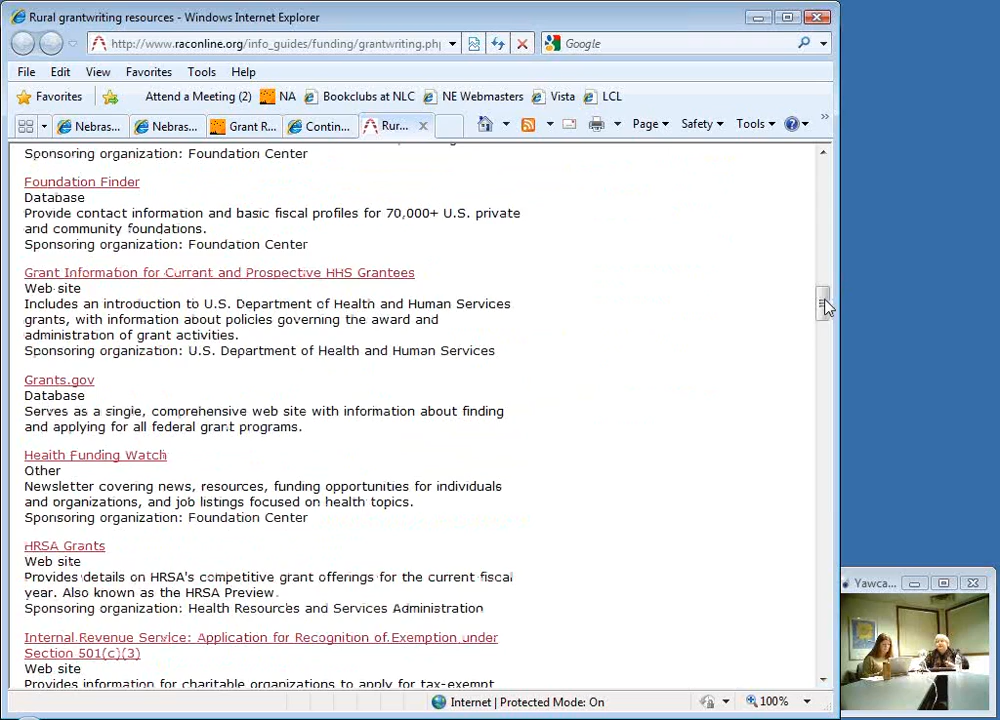 Rural grantwriting resources - Windows Internet Explorer
http://www.raconline.org/info_guides/funding/grantwriting.php
Google
File Edit View Favorites Tools Help
Favorites Attend a Meeting (2) NA Bookclubs at NLC NE Webmasters Vista LCL
Nebras... Nebras... Grant R... Contin... Rur... Page Safety Tools
Sponsoring organization: Foundation Center
Foundation Finder
Database
Provide contact information and basic fiscal profiles for 70,000+ U.S. private
and community foundations.
Sponsoring organization: Foundation Center
Grant Information for Currant and Prospective HHS Grantees
Web site
Includes an introduction to U.S. Department of Health and Human Services
grants, with information about policies governing the award and
administration of grant activities.
Sponsoring organization: U.S. Department of Health and Human Services
Grants.gov
Database
Serves as a single, comprehensive web site with information about finding
and applying for all federal grant programs.
Health Funding Watch
Other
Newsletter covering news, resources, funding opportunities for individuals
and organizations, and job listings focused on health topics.
Sponsoring organization: Foundation Center
HRSA Grants
Web site
Provides details on HRSA's competitive grant offerings for the current fiscal
year. Also known as the HRSA Preview.
Sponsoring organization: Health Resources and Services Administration
Internal Revenue Service: Application for Recognition of Exemption under
Section 501(c)(3)
Web site
Provides information for charitable organizations to apply for tax-exempt
Internet | Protected Mode: On
100%
Yawca...